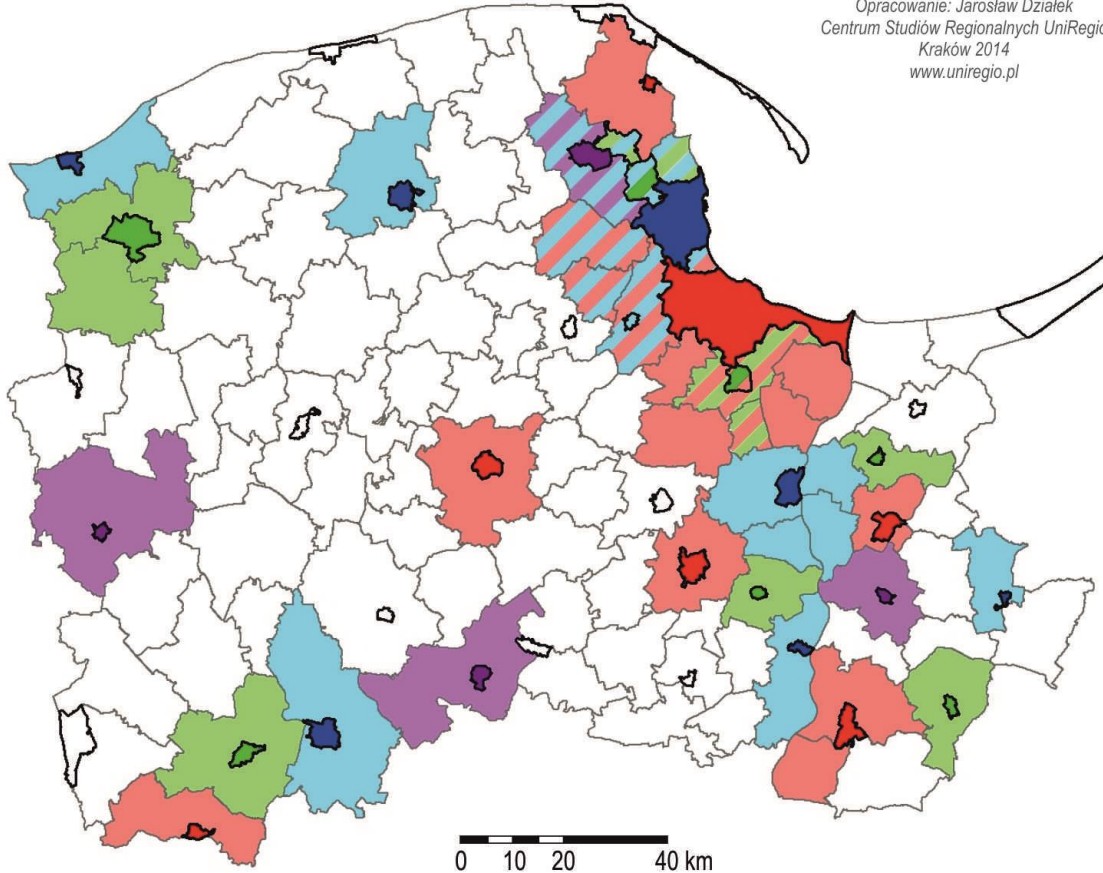 Opracowanie: Jarosław Działek
Centrum Studiów Regionalnych UniRegio
Kraków 2014
www.uniregio.pl
0 10 20 40 km